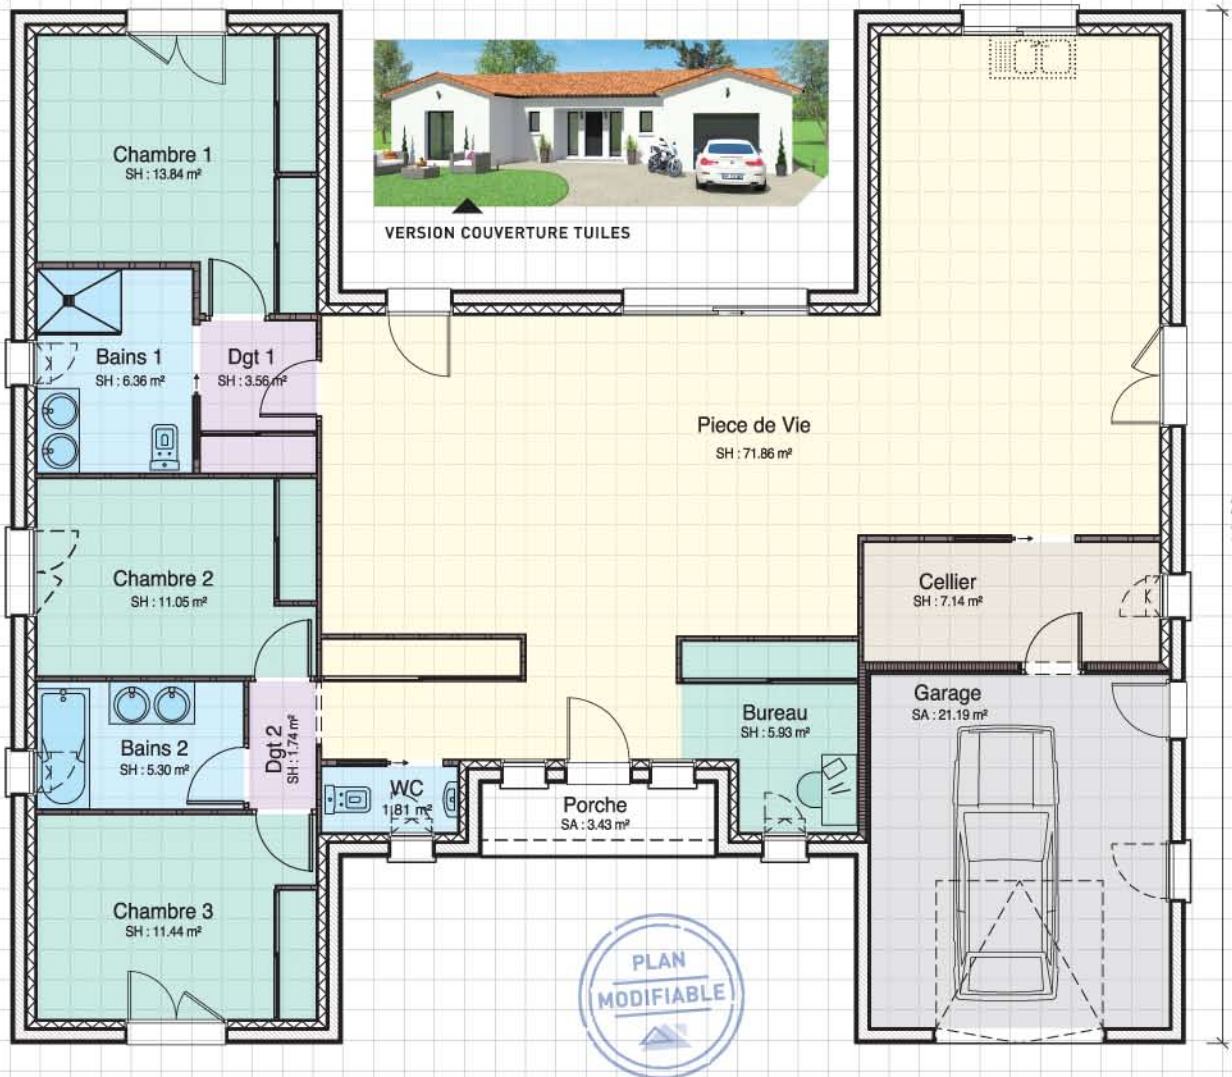 Chambre 1
SH : 13.84 m²
VERSION COUVERTURE TUILES
Bains 1
SH : 6.36 m²
Dgt 1
SH : 3.56 m²
Piece de Vie
SH : 71.86 m²
Chambre 2
SH : 11.05 m²
Cellier
SH : 7.14 m²
Bains 2
SH : 5.30 m²
Dgt 2
SH : 1.74 m²
Bureau
SH : 5.93 m²
Garage
SA : 21.19 m²
WC
1.81 m²
Porche
SA : 3.43 m²
Chambre 3
SH : 11.44 m²
PLAN
MODIFIABLE